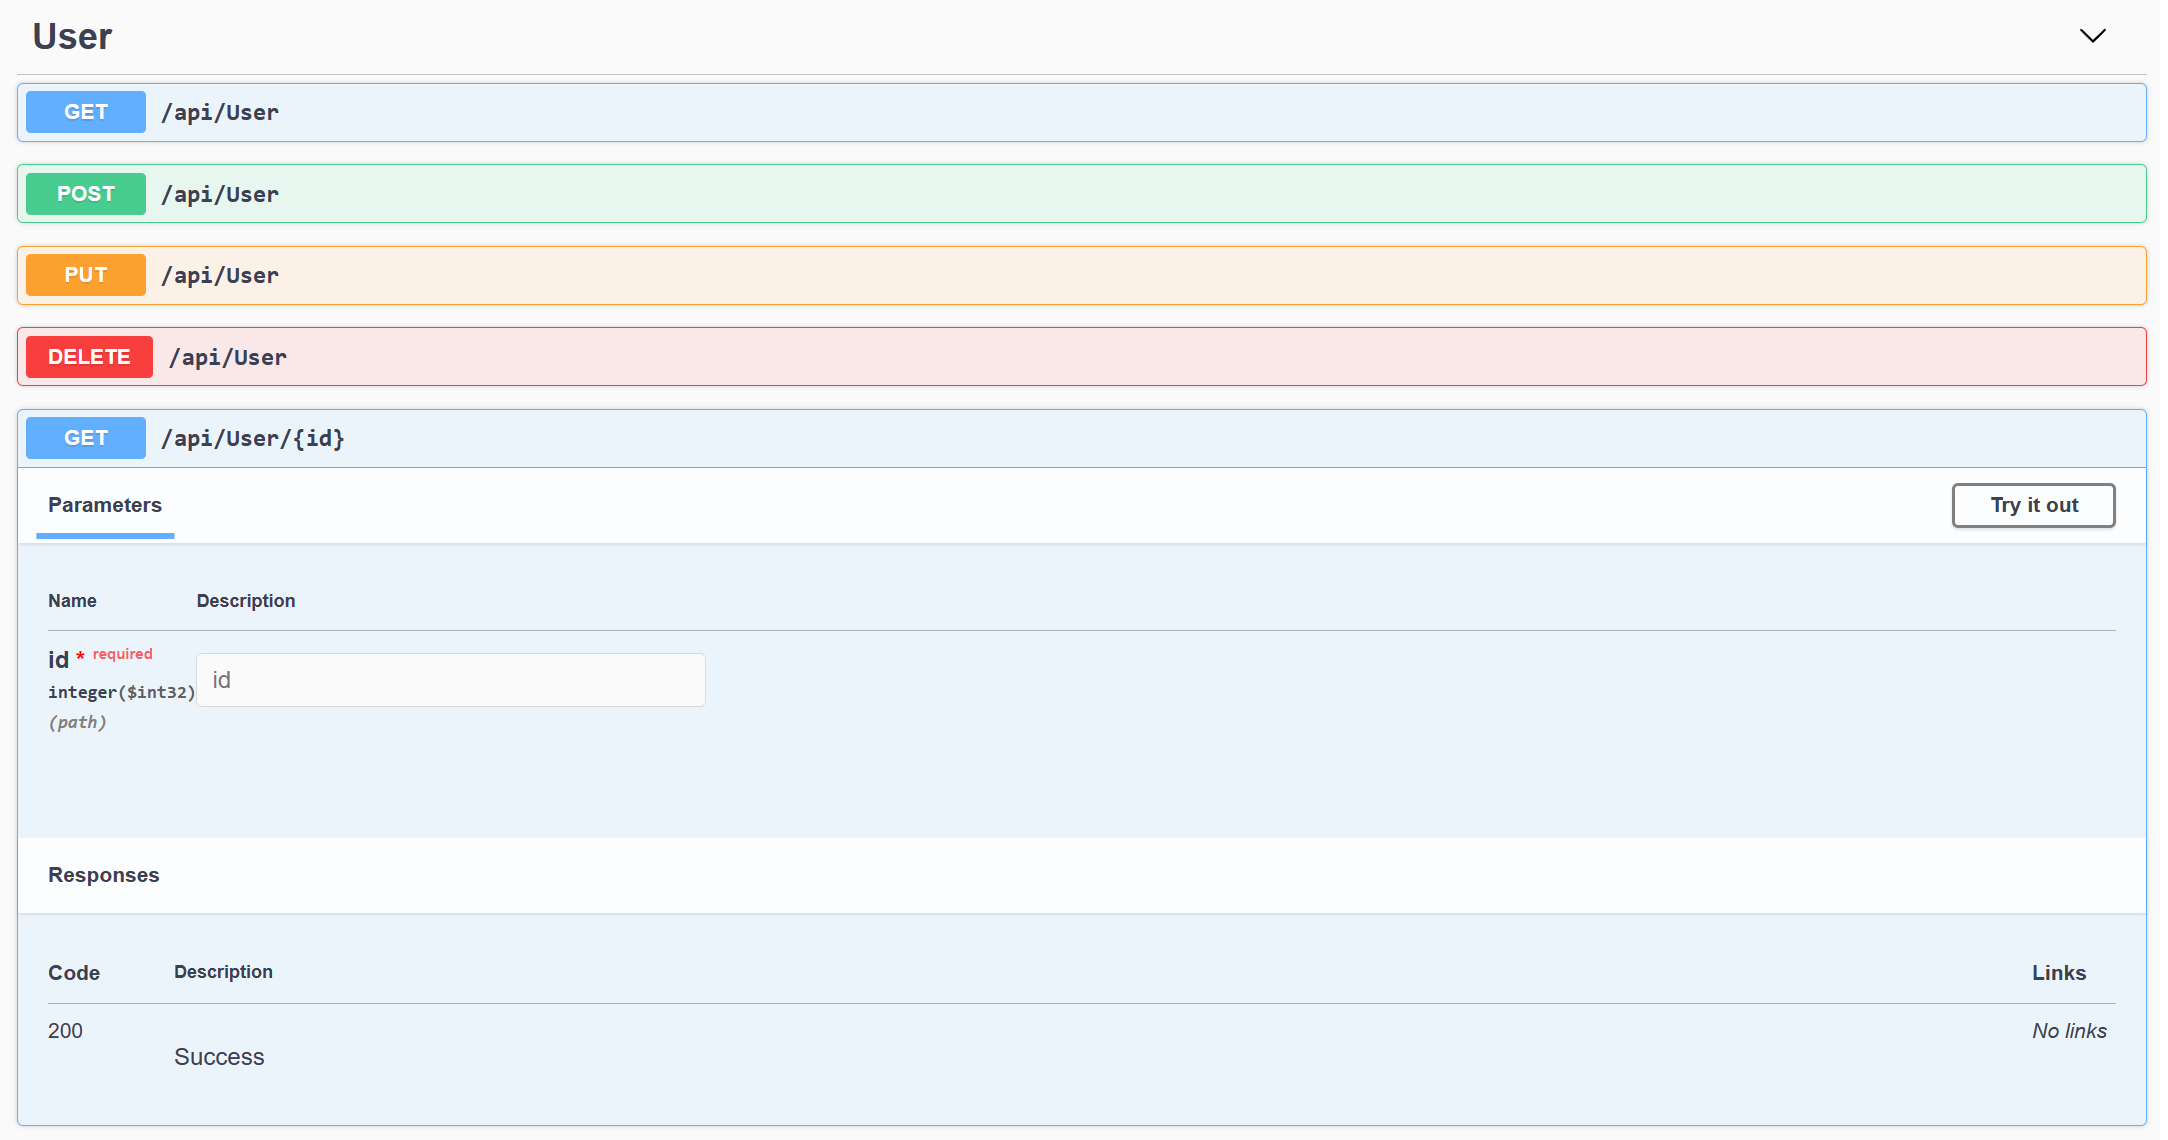 User
GET /api/User
POST /api/User
PUT /api/User
DELETE /api/User
GET /api/User/{id}
Parameters Try it out
Name Description
id * required
integer($int32) id
(path)
Responses
Code Description Links
200 No links
Success